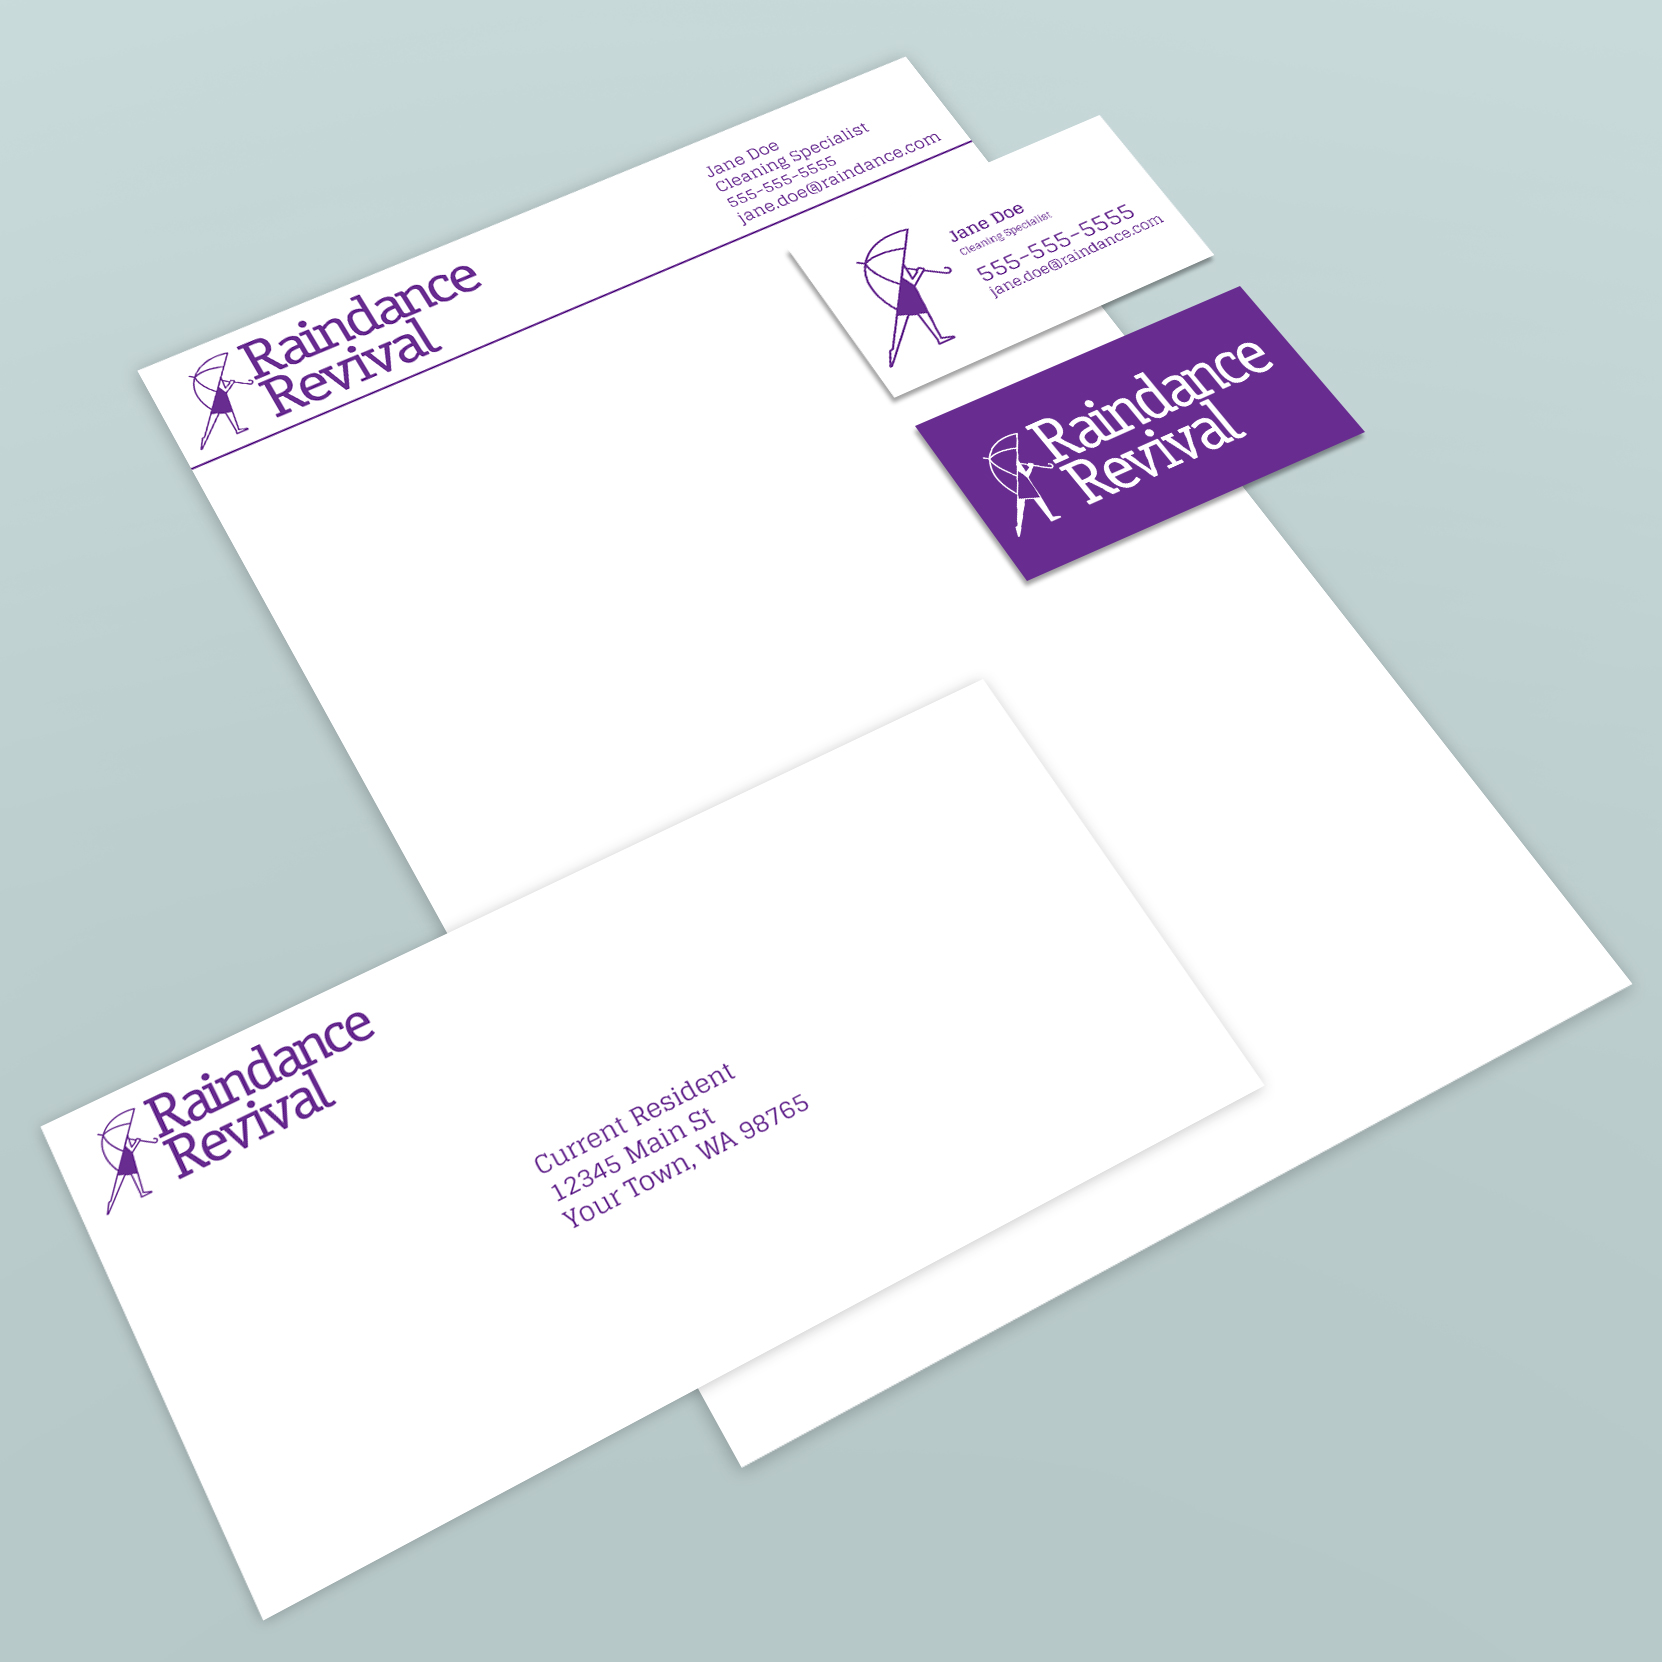 Jane Doe
Cleaning Specialist
555-555-5555
jane.doe@raindance.com
Raindance
Revival
Jane Doe
Cleaning Specialist
555-555-5555
jane.doe@raindance.com
Raindance
Revival
Raindance
Revival
Current Resident
12345 Main St
Your Town, WA 98765